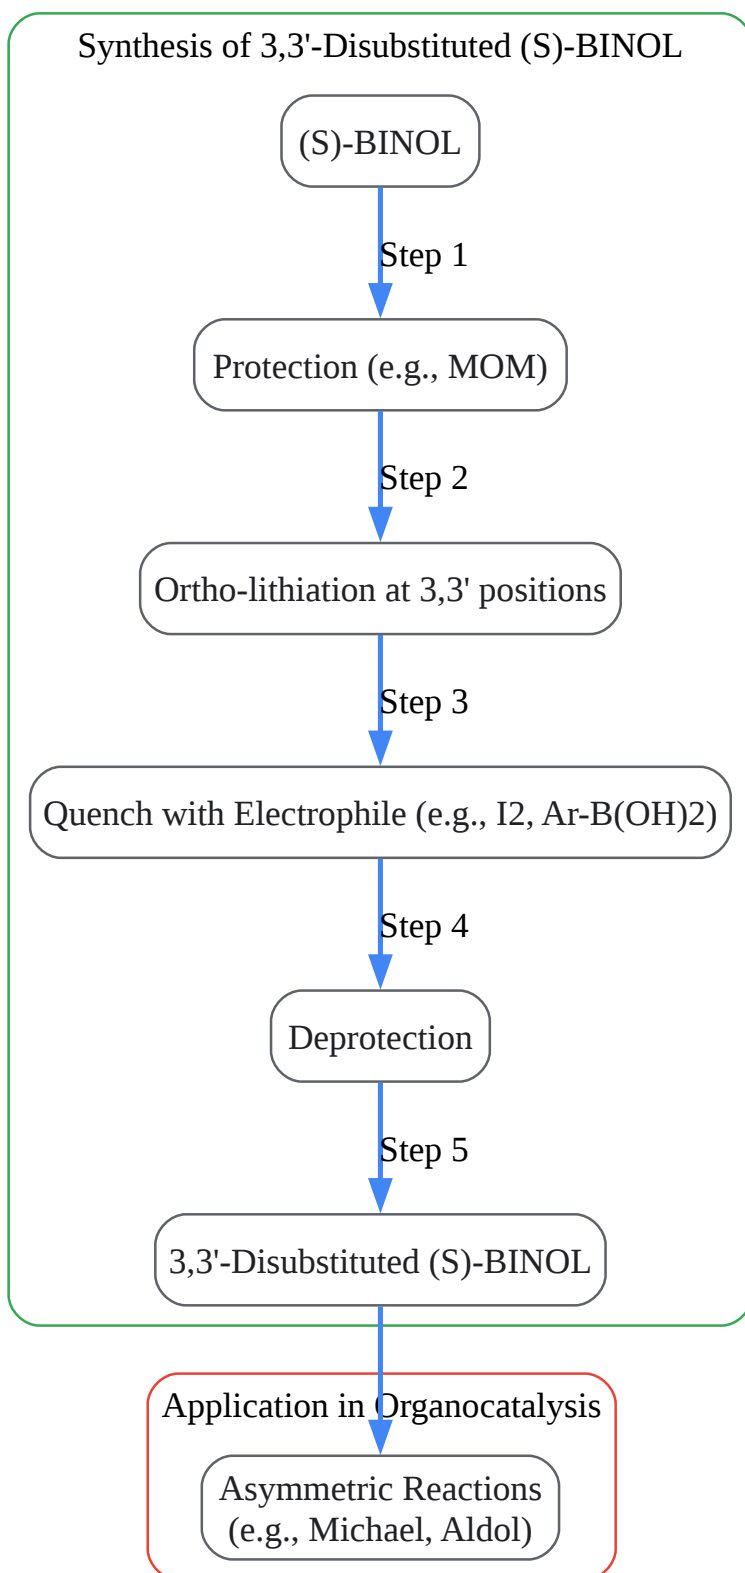 Synthesis of 3,3'-Disubstituted (S)-BINOL
(S)-BINOL
Step 1
Protection (e.g., MOM)
Step 2
Ortho-lithiation at 3,3' positions
Step 3
Quench with Electrophile (e.g., I2, Ar-B(OH)2)
Step 4
Deprotection
Step 5
3,3'-Disubstituted (S)-BINOL
Application in Organocatalysis
Asymmetric Reactions
(e.g., Michael, Aldol)